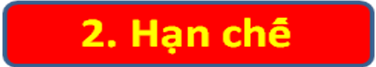 2. Hạn chế